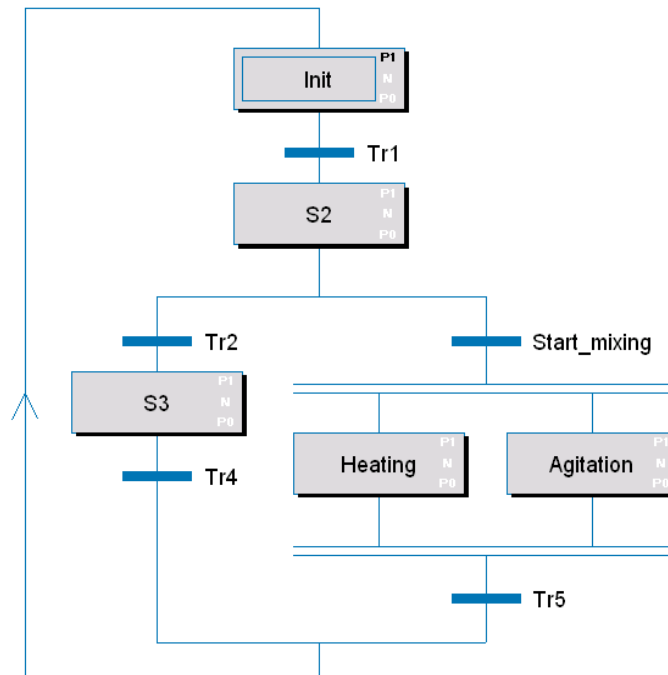 P1
Init
N
P0
Tr1
P1
S2
N
P0
Tr2
Start_mixing
P1
S3
N
P0
P1
Heating
N
P0
P1
Agitation
N
P0
Tr4
Tr5